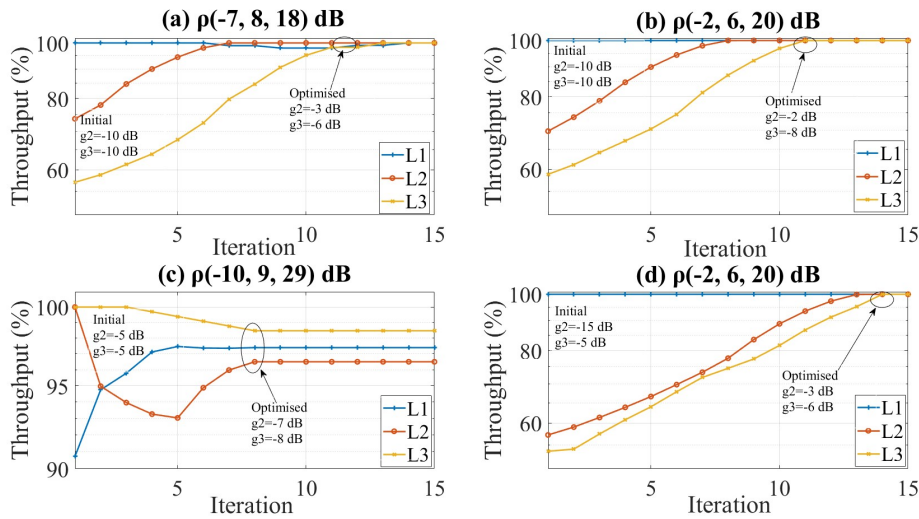 (a) ρ(-7, 8, 18) dB
Throughput (%)
100
80
60
Initial
g2=-10 dB
g3=-10 dB
Optimised
g2=-3 dB
g3=-6 dB
L1
L2
L3
5
10
15
Iteration
(b) ρ(-2, 6, 20) dB
Throughput (%)
100
80
60
Initial
g2=-10 dB
g3=-10 dB
Optimised
g2=-2 dB
g3=-8 dB
L1
L2
L3
5
10
15
Iteration
(c) ρ(-10, 9, 29) dB
Throughput (%)
100
95
90
Initial
g2=-5 dB
g3=-5 dB
Optimised
g2=-7 dB
g3=-8 dB
L1
L2
L3
5
10
15
Iteration
(d) ρ(-2, 6, 20) dB
Throughput (%)
100
80
60
Initial
g2=-15 dB
g3=-5 dB
Optimised
g2=-3 dB
g3=-6 dB
L1
L2
L3
5
10
15
Iteration